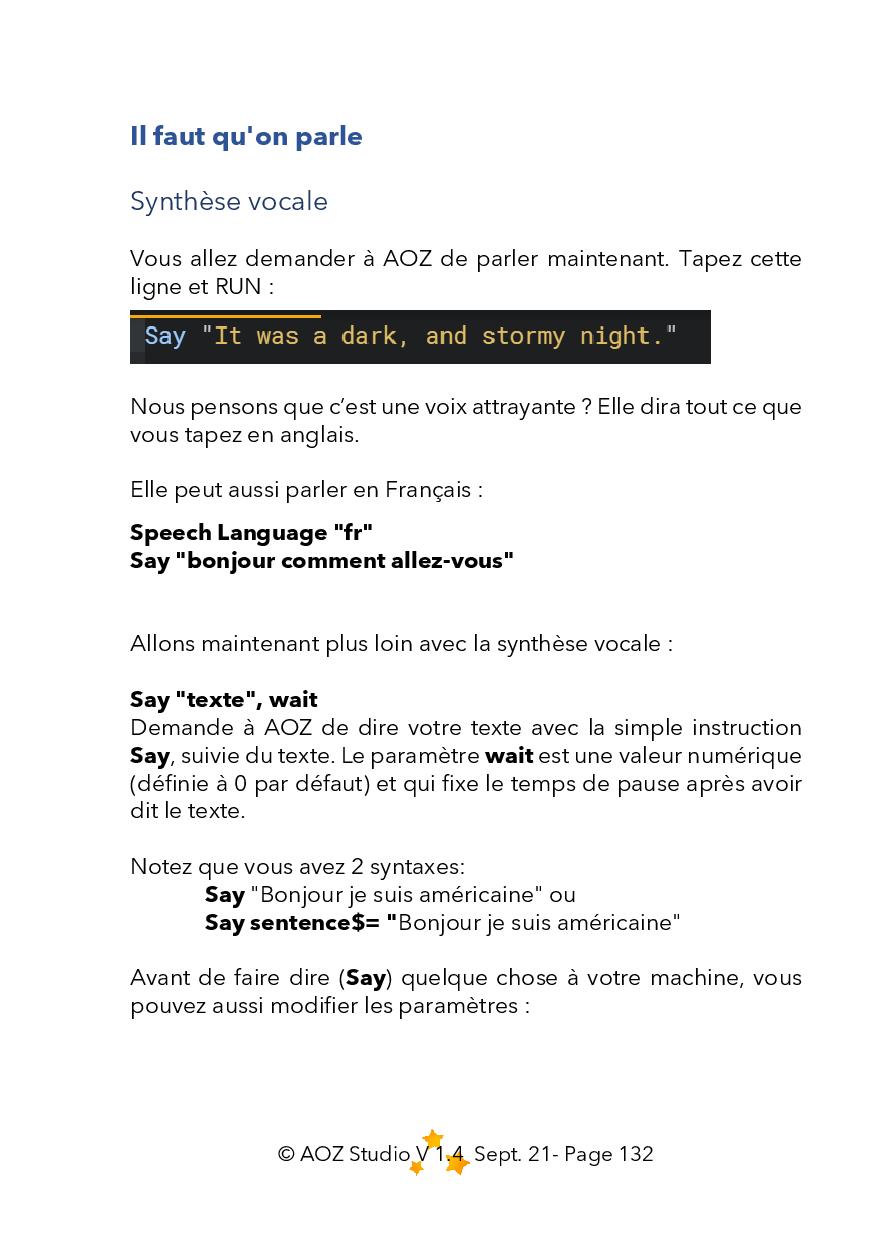 Il faut qu'on parle
Synthèse vocale
Vous allez demander à AOZ de parler maintenant. Tapez cette
ligne et RUN :
Say "It was a dark, and stormy night."
Nous pensons que c’est une voix attrayante ? Elle dira tout ce que
vous tapez en anglais.
Elle peut aussi parler en Français :
Speech Language "fr"
Say "bonjour comment allez-vous"
Allons maintenant plus loin avec la synthèse vocale :
Say "texte", wait
Demande à AOZ de dire votre texte avec la simple instruction
Say, suivie du texte. Le paramètre wait est une valeur numérique
(définie à 0 par défaut) et qui fixe le temps de pause après avoir
dit le texte.
Notez que vous avez 2 syntaxes:
Say "Bonjour je suis américaine" ou
Say sentence$= "Bonjour je suis américaine"
Avant de faire dire (Say) quelque chose à votre machine, vous
pouvez aussi modifier les paramètres :
© AOZ Studio V 1.4 Sept. 21- Page 132